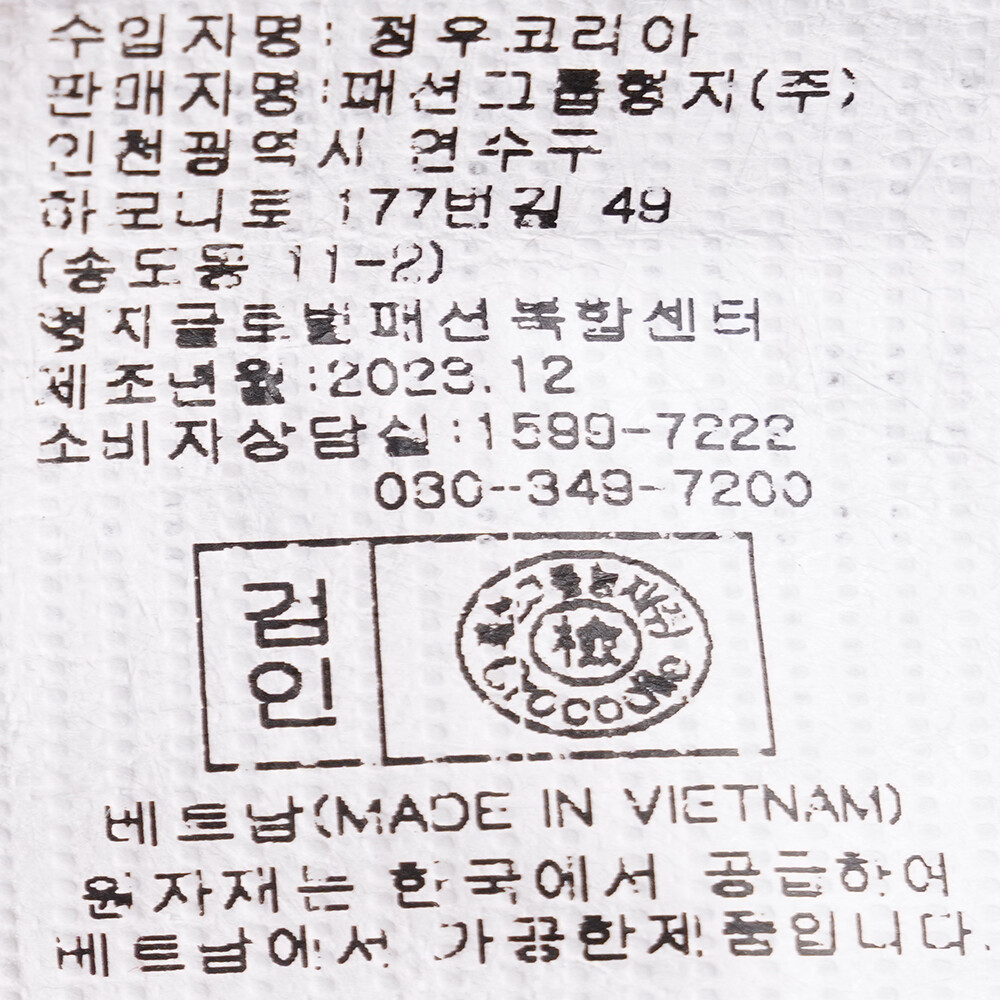 수입자명: 정우코리아
판매자명:패션그룹형지(주)
인천광역시 연수구
하모니로 177번길 49
(송도동 11-2)
형지글로벌패션복합센터
제조년월:2023.12
소비자상담실:1599-7222
080-349-7200
검
인
檢
베트남(MADE IN VIETNAM)
원자재는 한국에서 공급하여
베트남에서 가공한제품입니다.